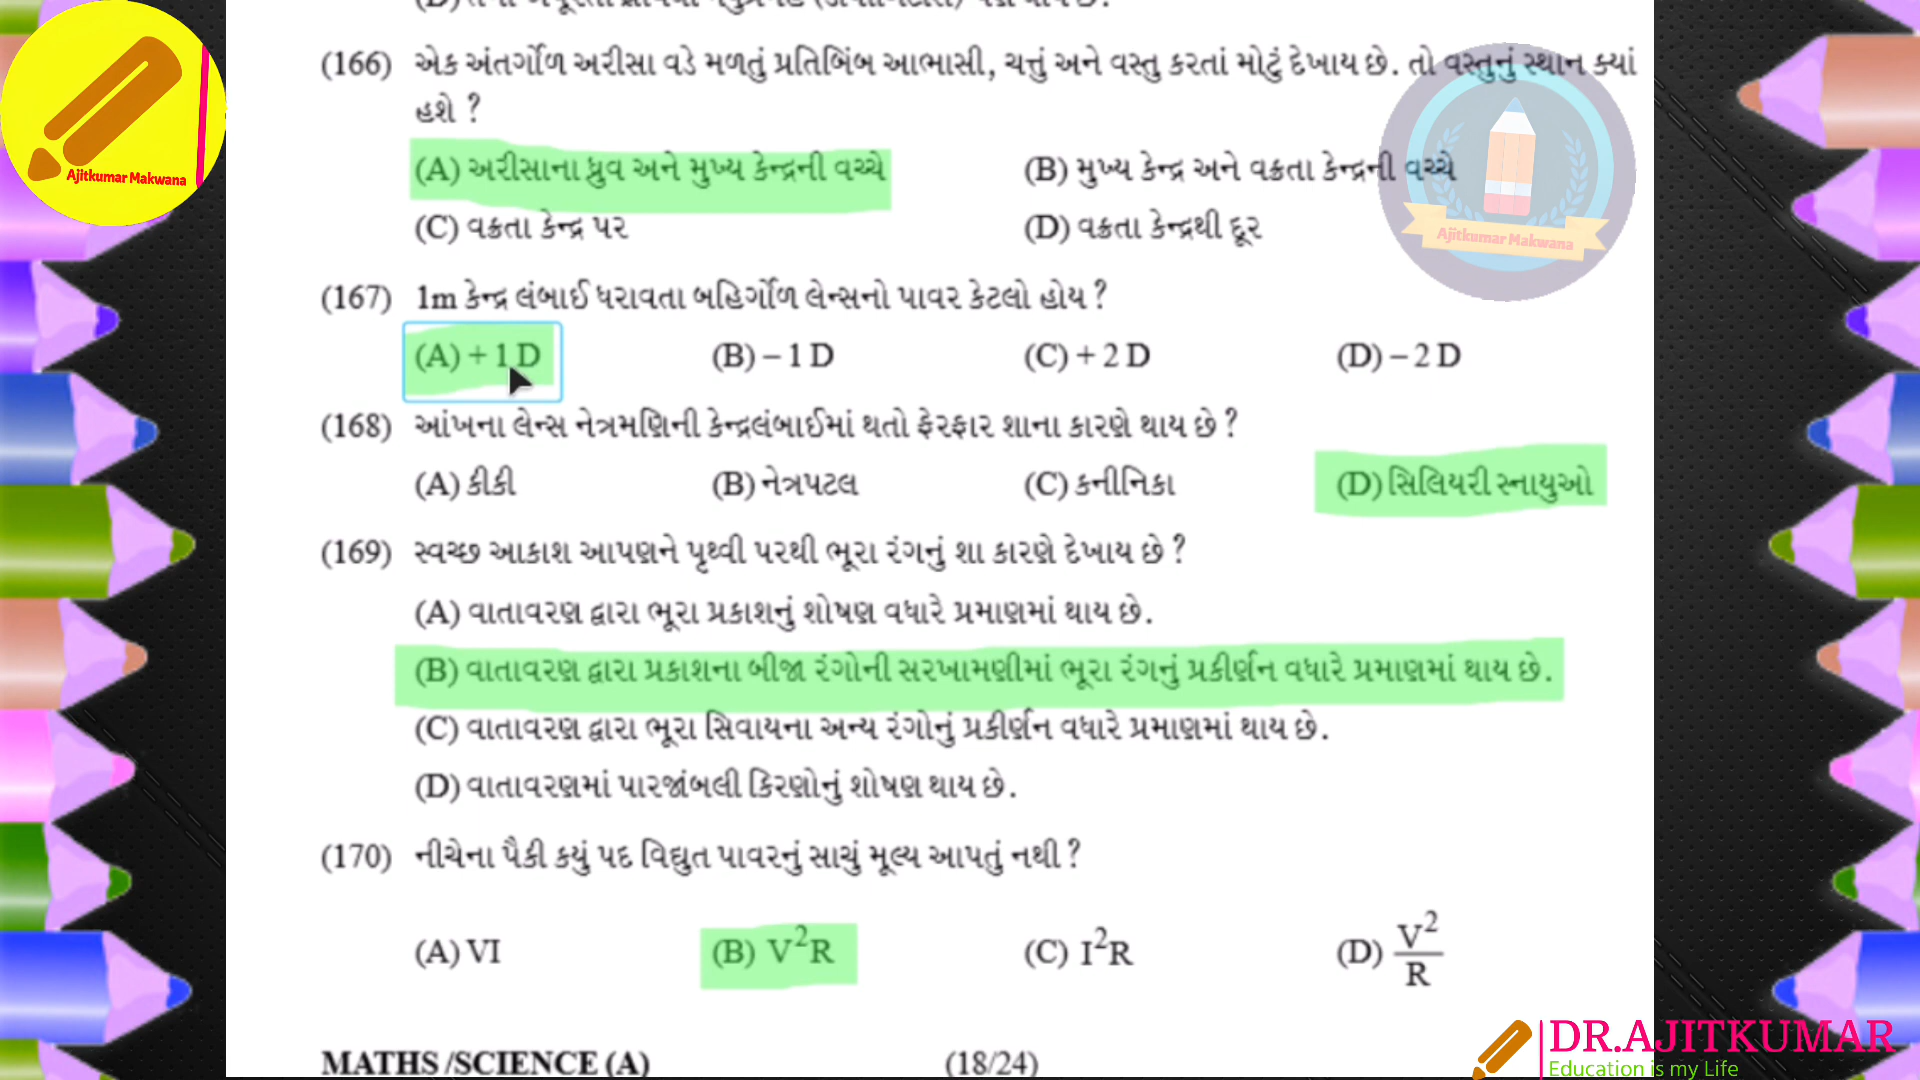 (166) એક અંતર્ગોળ અરીસા વડે મળતું પ્રતિબિંબ આભાસી, ચત્તું અને વસ્તુ કરતાં મોટું દેખાય છે. તો વસ્તુનું સ્થાન ક્યાં
હશે ?
(A) અરીસાના ધ્રુવ અને મુખ્ય કેન્દ્રની વચ્ચે (B) મુખ્ય કેન્દ્ર અને વક્રતા કેન્દ્રની વચ્ચે
(C) વક્રતા કેન્દ્ર પર (D) વક્રતા કેન્દ્રથી દૂર
(167) 1m કેન્દ્ર લંબાઈ ધરાવતા બહિર્ગોળ લેન્સનો પાવર કેટલો હોય ?
(A) + 1 D (B) – 1 D (C) + 2 D (D) – 2 D
(168) આંખના લેન્સ નેત્રમણિની કેન્દ્રલંબાઈમાં થતો ફેરફાર શાના કારણે થાય છે ?
(A) કીકી (B) નેત્રપટલ (C) કનીનિકા (D) સિલિયરી સ્નાયુઓ
(169) સ્વચ્છ આકાશ આપણને પૃથ્વી પરથી ભૂરા રંગનું શા કારણે દેખાય છે ?
(A) વાતાવરણ દ્વારા ભૂરા પ્રકાશનું શોષણ વધારે પ્રમાણમાં થાય છે.
(B) વાતાવરણ દ્વારા પ્રકાશના બીજા રંગોની સરખામણીમાં ભૂરા રંગનું પ્રકીર્ણન વધારે પ્રમાણમાં થાય છે.
(C) વાતાવરણ દ્વારા ભૂરા સિવાયના અન્ય રંગોનું પ્રકીર્ણન વધારે પ્રમાણમાં થાય છે.
(D) વાતાવરણમાં પારજાંબલી કિરણોનું શોષણ થાય છે.
(170) નીચેના પૈકી કયું પદ વિદ્યુત પાવરનું સાચું મૂલ્ય આપતું નથી ?
(A) VI (B) V²R (C) I²R (D) V²/R
MATHS /SCIENCE (A) (18/24)
Ajitkumar Makwana
Ajitkumar Makwana
DR.AJITKUMAR
Education is my Life